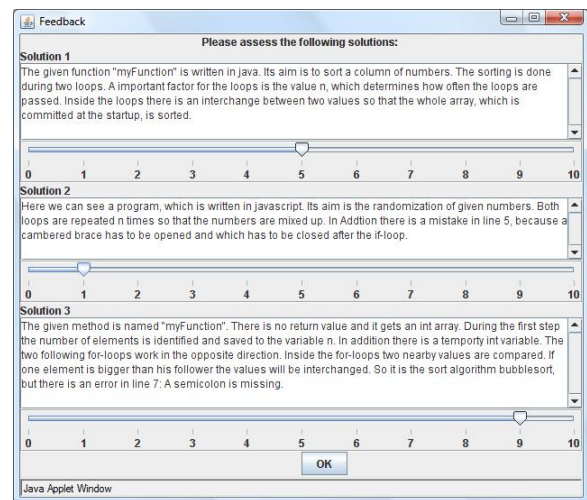 Feedback
Please assess the following solutions:
Solution 1
The given function "myFunction" is written in java. Its aim is to sort a column of numbers. The sorting is done
during two loops. A important factor for the loops is the value n, which determines how often the loops are
passed. Inside the loops there is an interchange between two values so that the whole array, which is
committed at the startup, is sorted.
0 1 2 3 4 5 6 7 8 9 10
Solution 2
Here we can see a program, which is written in javascript. Its aim is the randomization of given numbers. Both
loops are repeated n times so that the numbers are mixed up. In Addtion there is a mistake in line 5, because a
cambered brace has to be opened and which has to be closed after the if-loop.
0 1 2 3 4 5 6 7 8 9 10
Solution 3
The given method is named "myFunction". There is no return value and it gets an int array. During the first step
the number of elements is identified and saved to the variable n. In addition there is a temporty int variable. The
two following for-loops work in the opposite direction. Inside the for-loops two nearby values are compared. If
one element is bigger than his follower the values will be interchanged. So it is the sort algorithm bubblesort,
but there is an error in line 7: A semicolon is missing.
0 1 2 3 4 5 6 7 8 9 10
OK
Java Applet Window